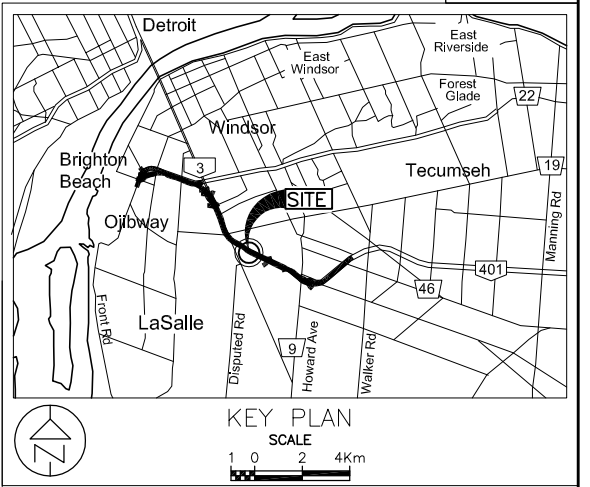 Detroit
East
Riverside
East
Windsor
Forest
Glade
22
Windsor
Brighton
Beach
3
Tecumseh
19
SITE
Manning Rd
Ojibway
401
46
Front Rd
LaSalle
Disputed Rd
9
Howard Ave
Walker Rd
KEY PLAN
SCALE
1 0 2 4Km
N